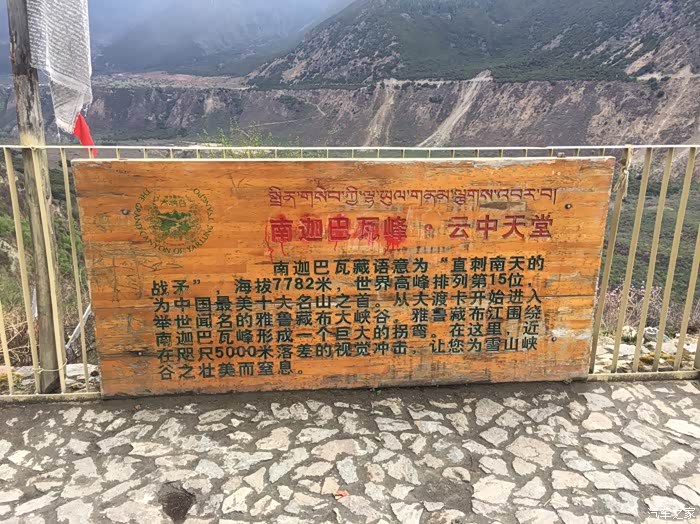 南迦巴瓦峰。云中天堂
南迦巴瓦藏语意为“直刺南天的
战矛”，海拔7782米，世界高峰排列第15位，
为中国最美十大名山之首。从大渡卡开始进入
举世闻名的雅鲁藏布大峡谷，雅鲁藏布江围绕
南迦巴瓦峰形成一个巨大的拐弯，在这里，近
在咫尺5000米落差的视觉冲击，让您为雪山峡
谷之壮美而窒息。
汽车之家